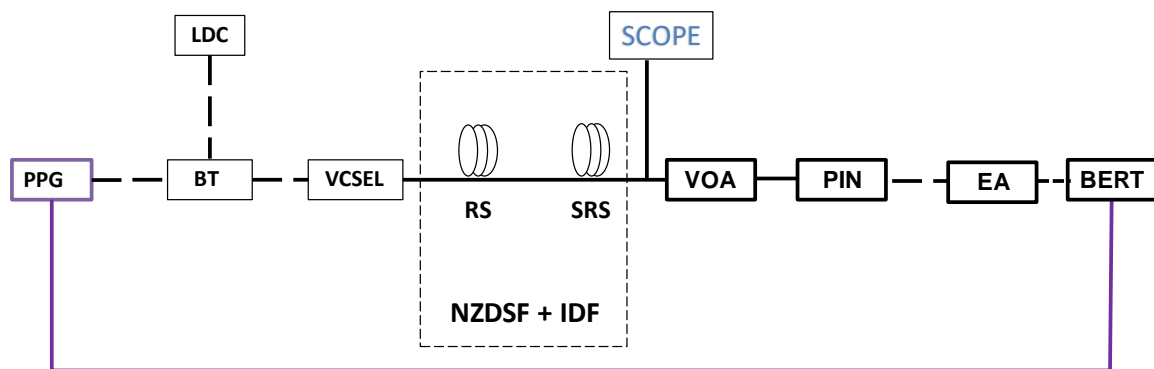 LDC
SCOPE
PPG
BT
VCSEL
VOA
PIN
EA
BERT
RS
SRS
NZDSF + IDF